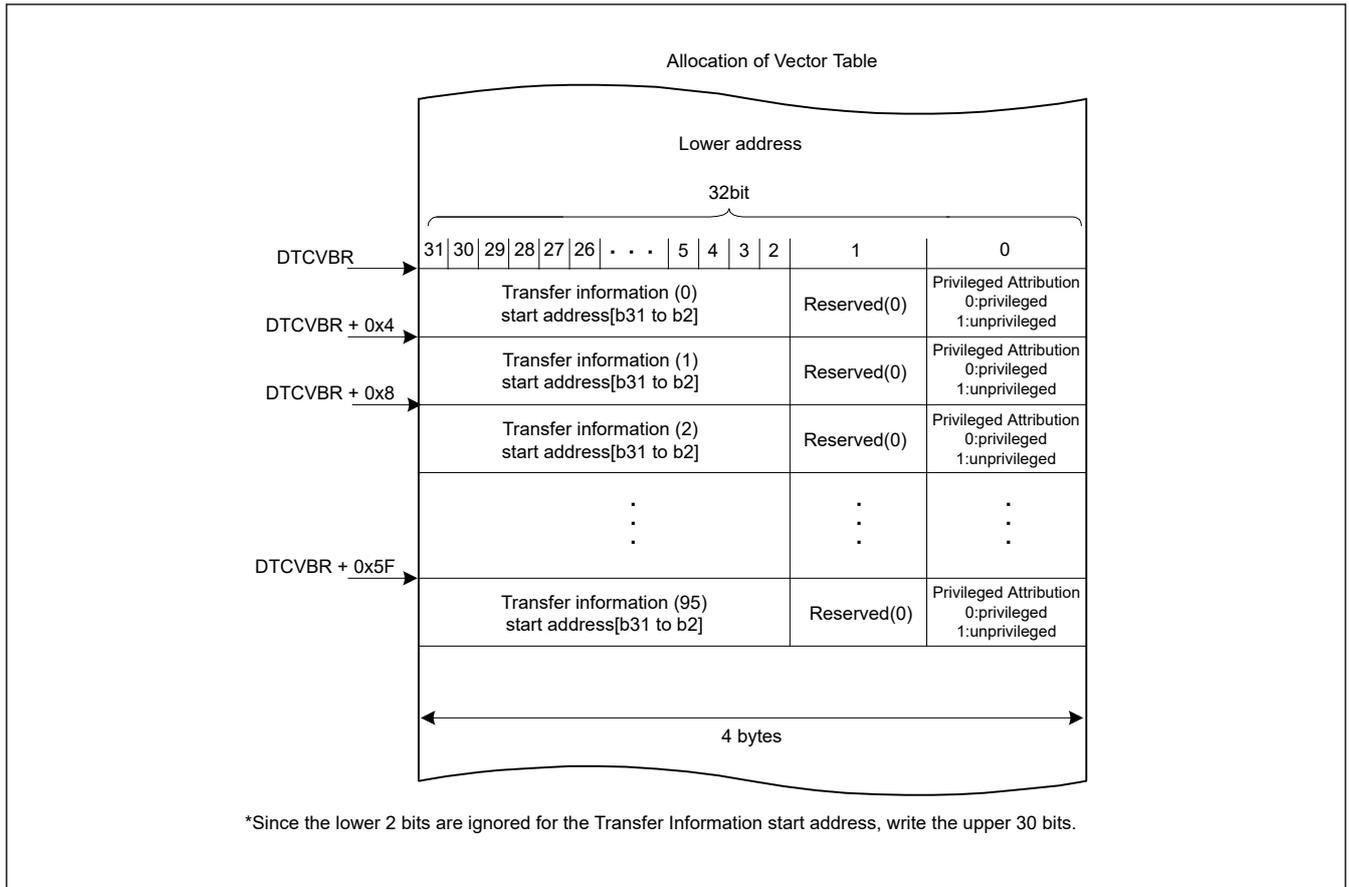 Allocation of Vector Table
Lower address
32bit
31 30 29 28 27 26 · · · 5 4 3 2 1 0
DTCVBR
Transfer information (0)
start address[b31 to b2]
Reserved(0)
Privileged Attribution
0:privileged
1:unprivileged
DTCVBR + 0x4
Transfer information (1)
start address[b31 to b2]
Reserved(0)
Privileged Attribution
0:privileged
1:unprivileged
DTCVBR + 0x8
Transfer information (2)
start address[b31 to b2]
Reserved(0)
Privileged Attribution
0:privileged
1:unprivileged
DTCVBR + 0x5F
Transfer information (95)
start address[b31 to b2]
Reserved(0)
Privileged Attribution
0:privileged
1:unprivileged
4 bytes
*Since the lower 2 bits are ignored for the Transfer Information start address, write the upper 30 bits.